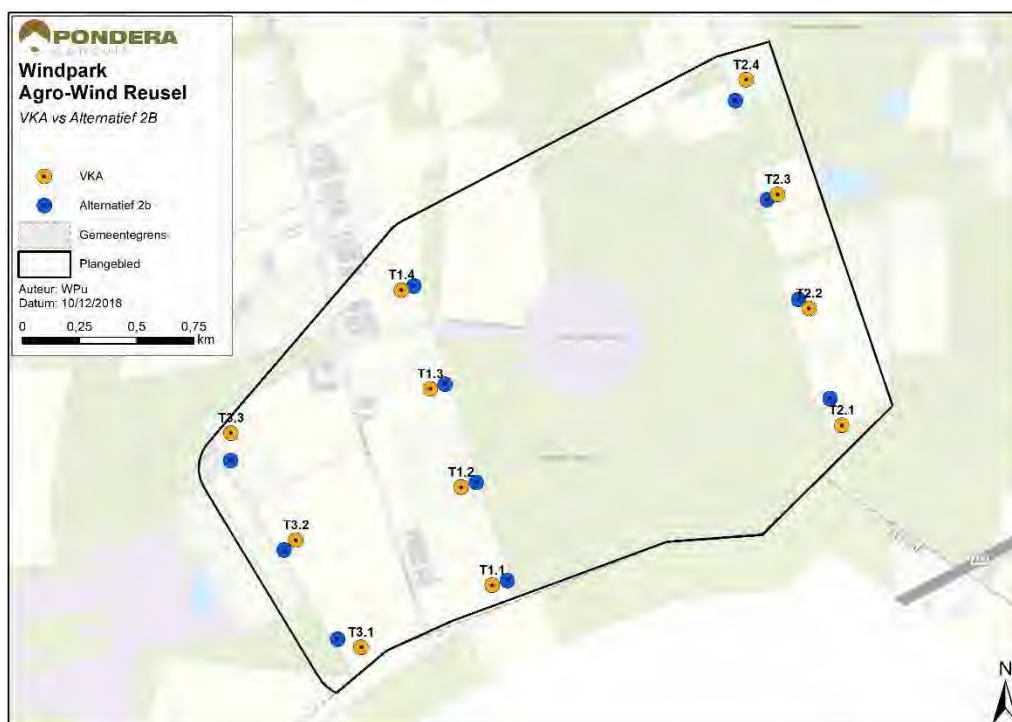 PONDERA
Windpark
Agro-Wind Reusel
VKA vs Alternatief 2B
VKA
Alternatief 2b
Gemeentegrens
Plangebied
Auteur: WPu
Datum: 10/12/2018
0 0,25 0,5 0,75
km
T2.4
T2.3
T1.4
T2.2
T1.3
T2.1
T3.3
T1.2
T3.2
T1.1
T3.1
N